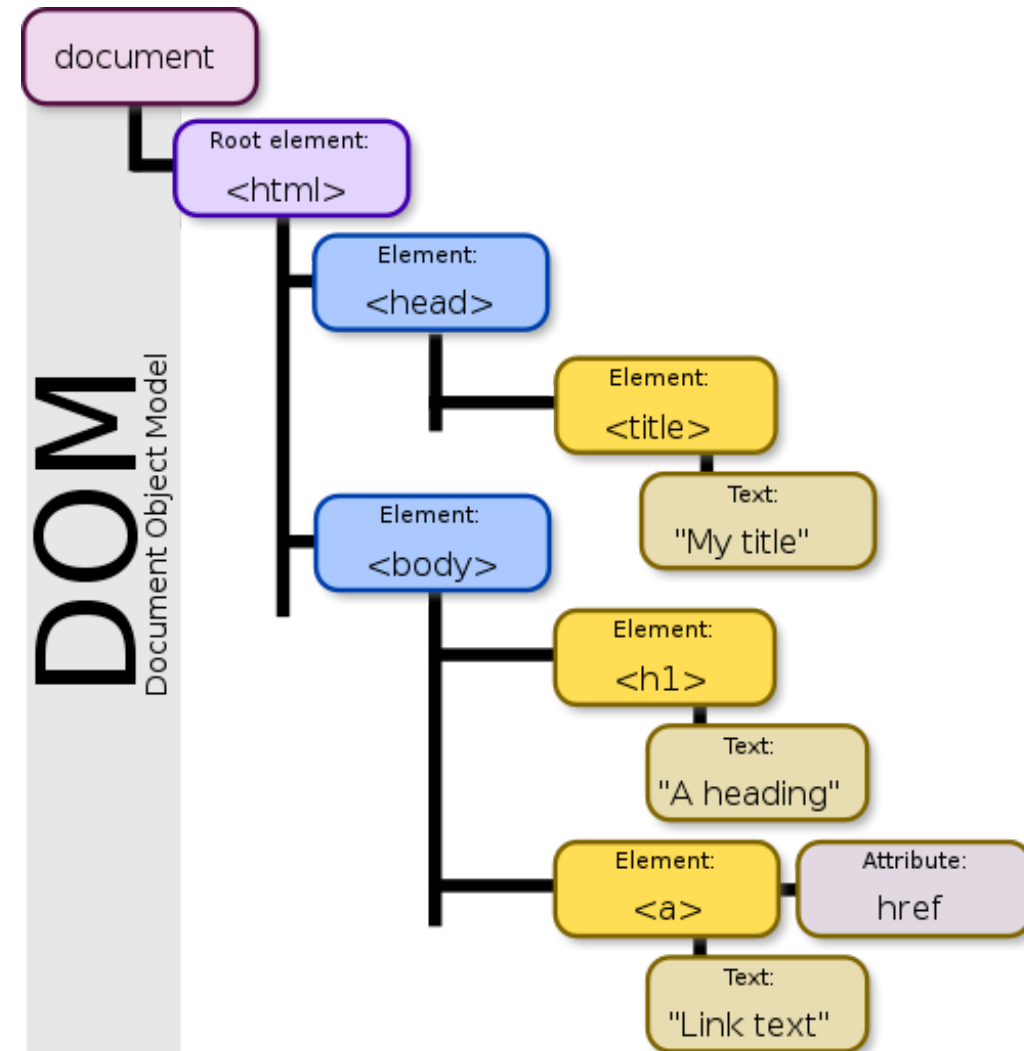 document
Root element:
<html>
Element:
<head>
Element:
<title>
Text:
"My title"
Element:
<body>
Element:
<h1>
Text:
"A heading"
Element:
<a>
Attribute:
href
Text:
"Link text"
DOM
Document Object Model